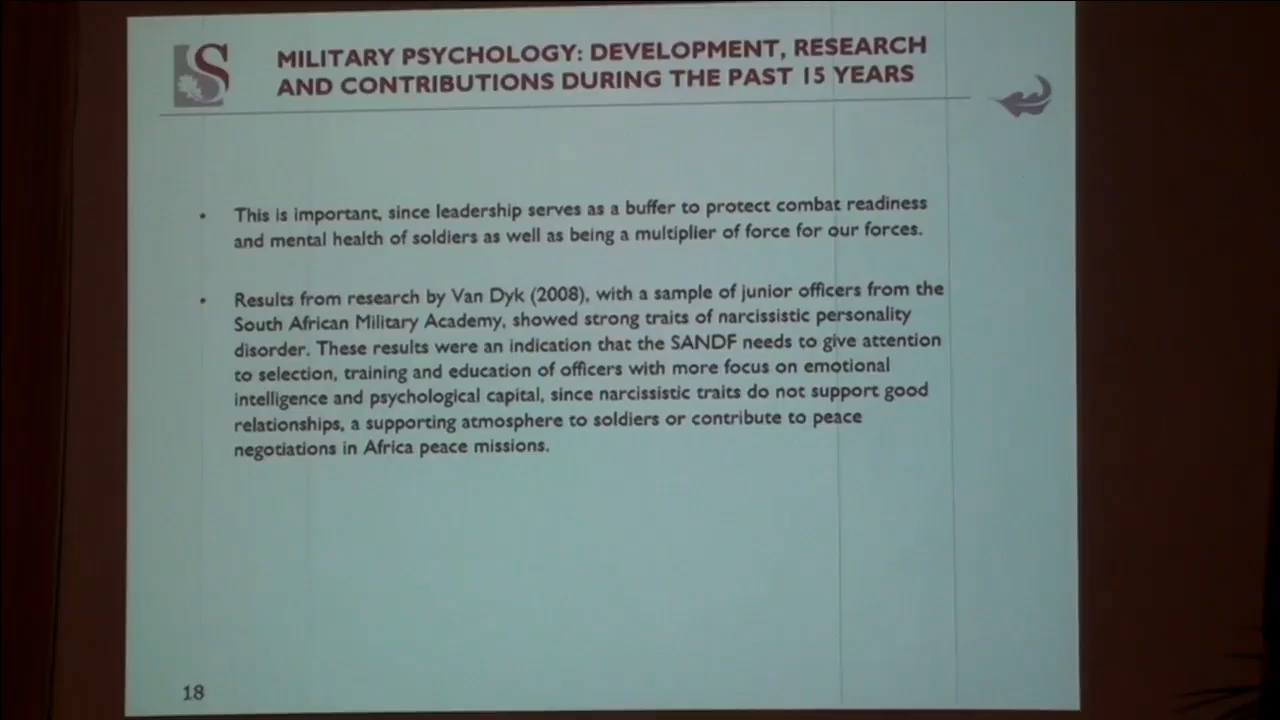 S
MILITARY PSYCHOLOGY: DEVELOPMENT, RESEARCH
AND CONTRIBUTIONS DURING THE PAST 15 YEARS
• This is important, since leadership serves as a buffer to protect combat readiness
and mental health of soldiers as well as being a multiplier of force for our forces.
• Results from research by Van Dyk (2008), with a sample of junior officers from the
South African Military Academy, showed strong traits of narcissistic personality
disorder. These results were an indication that the SANDF needs to give attention
to selection, training and education of officers with more focus on emotional
intelligence and psychological capital, since narcissistic traits do not support good
relationships, a supporting atmosphere to soldiers or contribute to peace
negotiations in Africa peace missions.
18